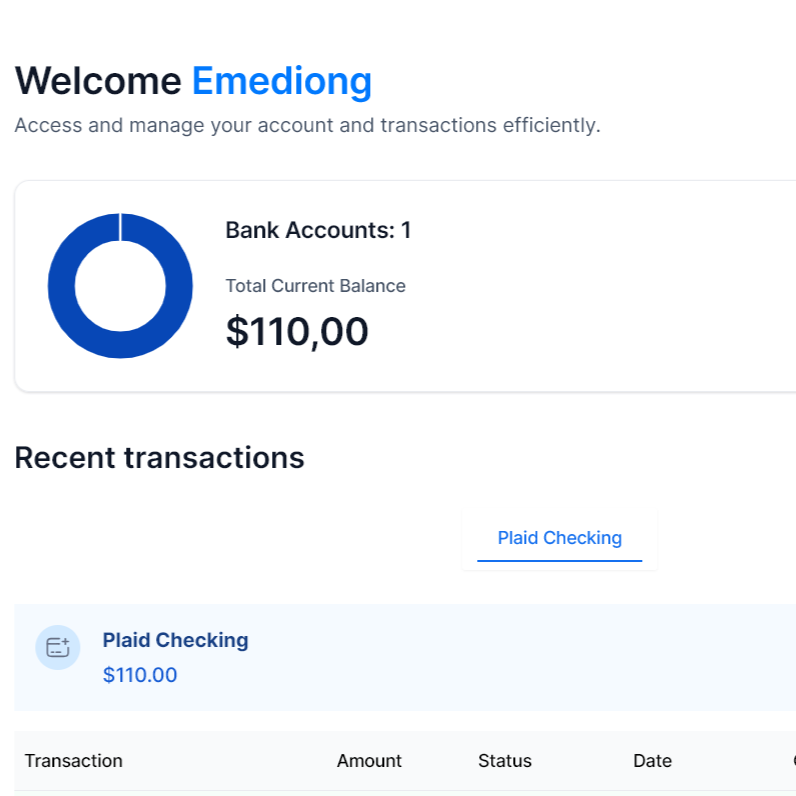 Welcome Emediong
Access and manage your account and transactions efficiently.
Bank Accounts: 1
Total Current Balance
$110,00
Recent transactions
Plaid Checking
Plaid Checking
$110.00
Transaction Amount Status Date